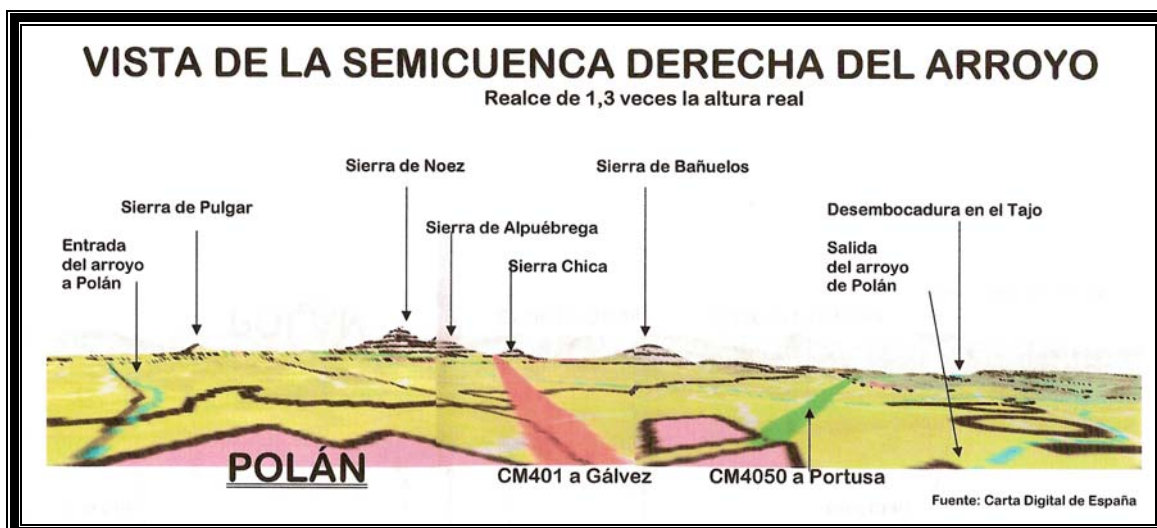 VISTA DE LA SEMICUENCA DERECHA DEL ARROYO
Realce de 1,3 veces la altura real
Sierra de Noez
Sierra de Bañuelos
Sierra de Pulgar
Desembocadura en el Tajo
Sierra de Alpuébrega
Entrada
del arroyo
a Polán
Salida
del arroyo
de Polán
Sierra Chica
POLÁN
CM401 a Gálvez
CM4050 a Portusa
Fuente: Carta Digital de España